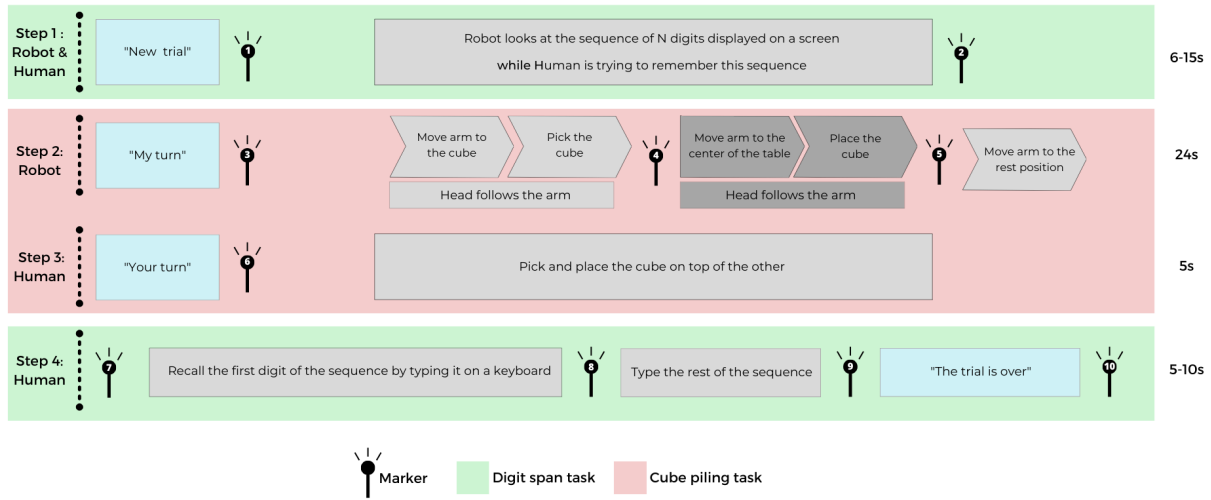 Step 1 :
Robot &
Human
"New trial"
1
Robot looks at the sequence of N digits displayed on a screen
while Human is trying to remember this sequence
2
6-15s
Step 2:
Robot
"My turn"
3
Move arm to
the cube
Pick the
cube
Head follows the arm
4
Move arm to the
center of the table
Place the
cube
Head follows the arm
5
Move arm to the
rest position
24s
Step 3:
Human
"Your turn"
6
Pick and place the cube on top of the other
5s
Step 4:
Human
7
Recall the first digit of the sequence by typing it on a keyboard
8
Type the rest of the sequence
9
"The trial is over"
10
5-10s
Marker
Digit span task
Cube piling task